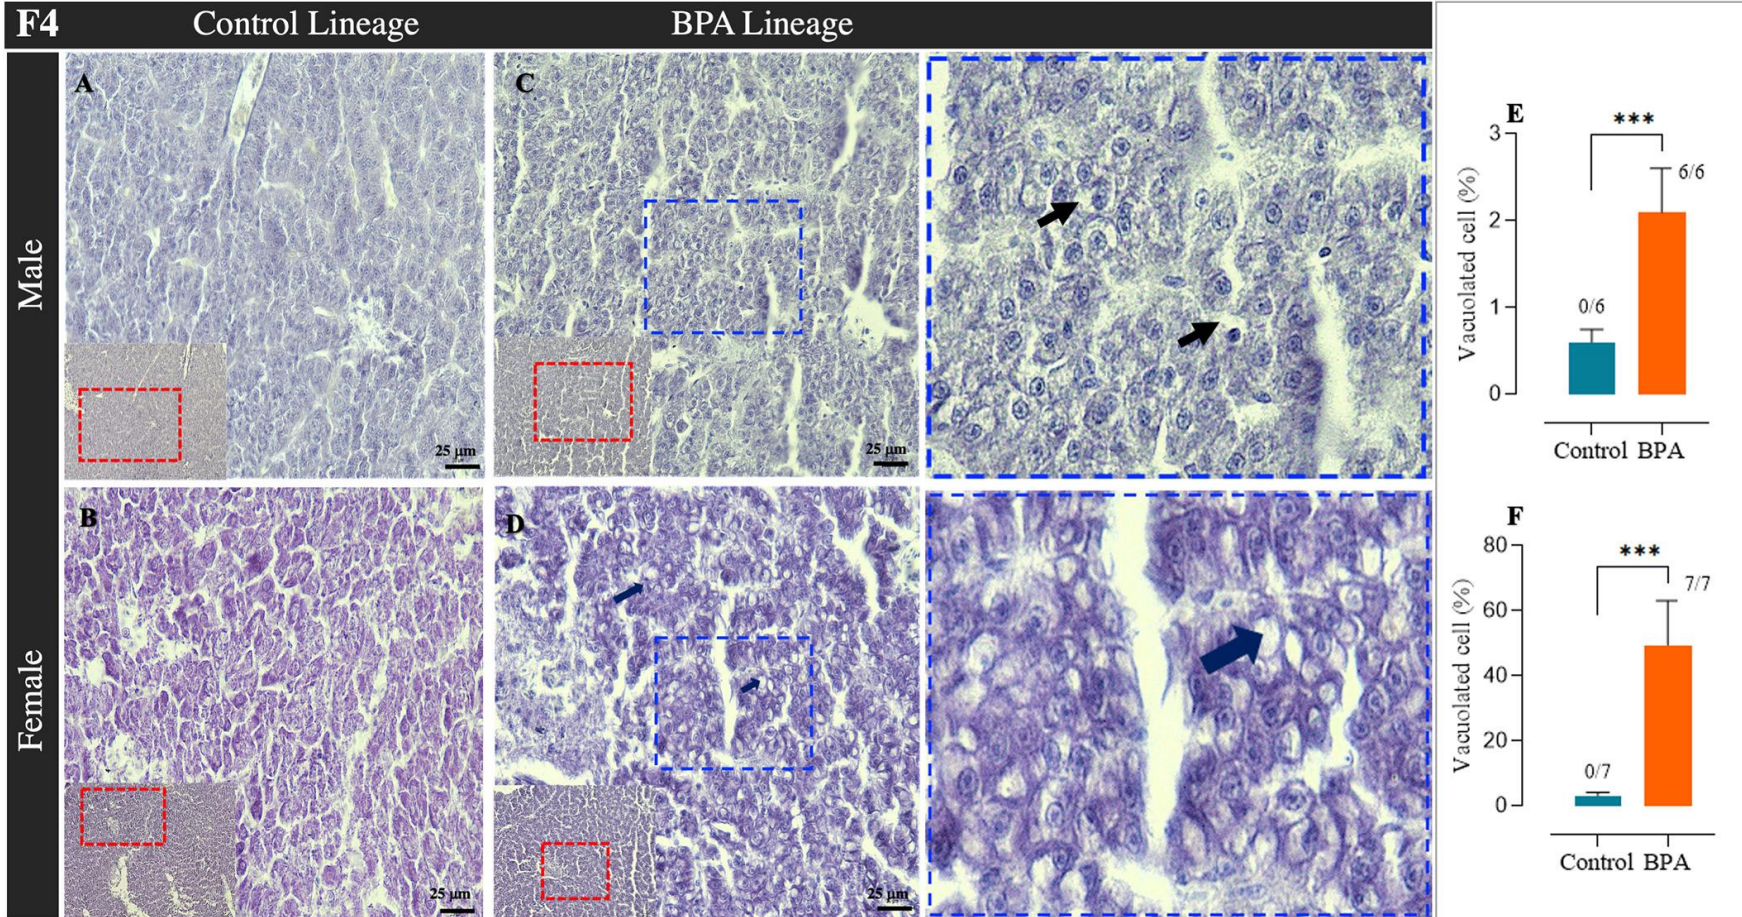 F4 Control Lineage BPA Lineage
Male
A
25 μm
C
25 μm
Female
B
25 μm
D
25 μm
E
***
3
2
1
0
Vacuolated cell (%)
0/6
6/6
Control BPA
F
***
80
60
40
20
0
Vacuolated cell (%)
0/7
7/7
Control BPA